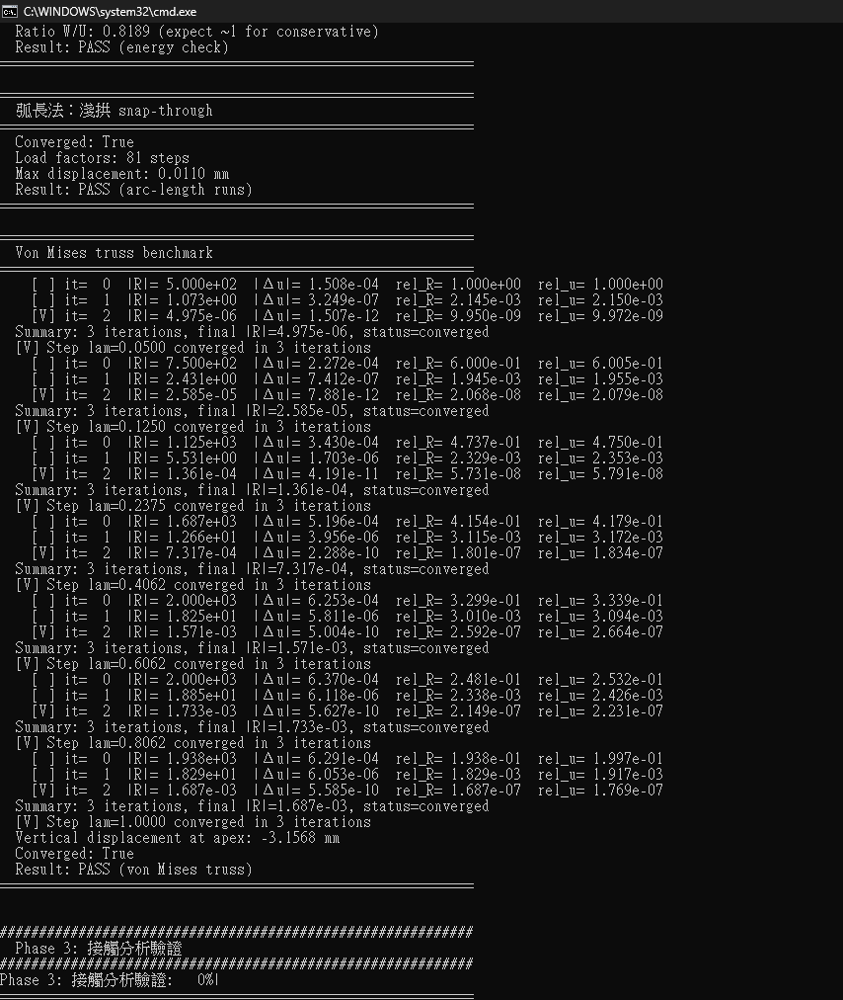 C:\WINDOWS\system32\cmd.exe
Ratio W/U: 0.8189 (expect ~1 for conservative)
Result: PASS (energy check)
弧長法：淺拱 snap-through
Converged: True
Load factors: 81 steps
Max displacement: 0.0110 mm
Result: PASS (arc-length runs)
Von Mises truss benchmark
[ ] it=  0  |R|= 5.000e+02  |Δu|= 1.508e-04  rel_R= 1.000e+00  rel_u= 1.000e+00
[ ] it=  1  |R|= 1.073e+00  |Δu|= 3.249e-07  rel_R= 2.145e-03  rel_u= 2.150e-03
[V] it=  2  |R|= 4.975e-06  |Δu|= 1.507e-12  rel_R= 9.950e-09  rel_u= 9.972e-09
Summary: 3 iterations, final |R|=4.975e-06, status=converged
[V] Step lam=0.0500 converged in 3 iterations
[ ] it=  0  |R|= 7.500e+02  |Δu|= 2.272e-04  rel_R= 6.000e-01  rel_u= 6.005e-01
[ ] it=  1  |R|= 2.431e+00  |Δu|= 7.412e-07  rel_R= 1.945e-03  rel_u= 1.955e-03
[V] it=  2  |R|= 2.585e-05  |Δu|= 7.881e-12  rel_R= 2.068e-08  rel_u= 2.079e-08
Summary: 3 iterations, final |R|=2.585e-05, status=converged
[V] Step lam=0.1250 converged in 3 iterations
[ ] it=  0  |R|= 1.125e+03  |Δu|= 3.430e-04  rel_R= 4.737e-01  rel_u= 4.750e-01
[ ] it=  1  |R|= 5.531e+00  |Δu|= 1.703e-06  rel_R= 2.329e-03  rel_u= 2.353e-03
[V] it=  2  |R|= 1.361e-04  |Δu|= 4.191e-11  rel_R= 5.731e-08  rel_u= 5.791e-08
Summary: 3 iterations, final |R|=1.361e-04, status=converged
[V] Step lam=0.2375 converged in 3 iterations
[ ] it=  0  |R|= 1.687e+03  |Δu|= 5.196e-04  rel_R= 4.154e-01  rel_u= 4.179e-01
[ ] it=  1  |R|= 1.266e+01  |Δu|= 3.956e-06  rel_R= 3.115e-03  rel_u= 3.172e-03
[V] it=  2  |R|= 7.317e-04  |Δu|= 2.288e-10  rel_R= 1.801e-07  rel_u= 1.834e-07
Summary: 3 iterations, final |R|=7.317e-04, status=converged
[V] Step lam=0.4062 converged in 3 iterations
[ ] it=  0  |R|= 2.000e+03  |Δu|= 6.253e-04  rel_R= 3.299e-01  rel_u= 3.339e-01
[ ] it=  1  |R|= 1.825e+01  |Δu|= 5.811e-06  rel_R= 3.010e-03  rel_u= 3.094e-03
[V] it=  2  |R|= 1.571e-03  |Δu|= 5.004e-10  rel_R= 2.592e-07  rel_u= 2.664e-07
Summary: 3 iterations, final |R|=1.571e-03, status=converged
[V] Step lam=0.6062 converged in 3 iterations
[ ] it=  0  |R|= 2.000e+03  |Δu|= 6.370e-04  rel_R= 2.481e-01  rel_u= 2.532e-01
[ ] it=  1  |R|= 1.885e+01  |Δu|= 6.118e-06  rel_R= 2.338e-03  rel_u= 2.426e-03
[V] it=  2  |R|= 1.733e-03  |Δu|= 5.627e-10  rel_R= 2.149e-07  rel_u= 2.231e-07
Summary: 3 iterations, final |R|=1.733e-03, status=converged
[V] Step lam=0.8062 converged in 3 iterations
[ ] it=  0  |R|= 1.938e+03  |Δu|= 6.291e-04  rel_R= 1.938e-01  rel_u= 1.997e-01
[ ] it=  1  |R|= 1.829e+01  |Δu|= 6.053e-06  rel_R= 1.829e-03  rel_u= 1.917e-03
[V] it=  2  |R|= 1.687e-03  |Δu|= 5.585e-10  rel_R= 1.687e-07  rel_u= 1.769e-07
Summary: 3 iterations, final |R|=1.687e-03, status=converged
[V] Step lam=1.0000 converged in 3 iterations
Vertical displacement at apex: -3.1568 mm
Converged: True
Result: PASS (von Mises truss)
############################################################
Phase 3: 接觸分析驗證
############################################################
Phase 3: 接觸分析驗證:   0%|